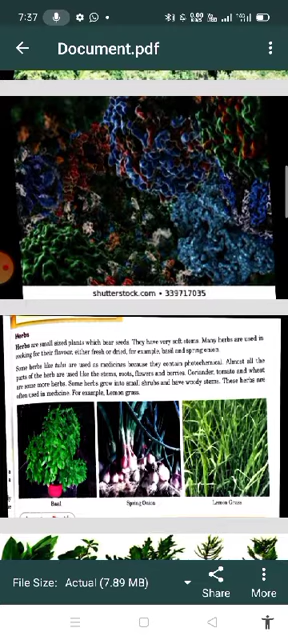 7:37
Document.pdf
shutterstock.com • 339717035
Herbs
Herbs are small sized plants which bear seeds. They have very soft stems. Many herbs are used in
cooking for their flavour, either fresh or dried, for example, basil and spring onion.
Some herbs like tulsi are used as medicines because they contain photochemical. Almost all the
parts of the herb are used like the stems, roots, flowers and berries. Coriander, tomato and wheat
are some more herbs. Some herbs grow into small, shrubs and have woody stems. These herbs are
often used in medicine. For example, Lemon grass.
Basil
Spring Onion
Lemon Grass
File Size: Actual (7.89 MB)
Share
More